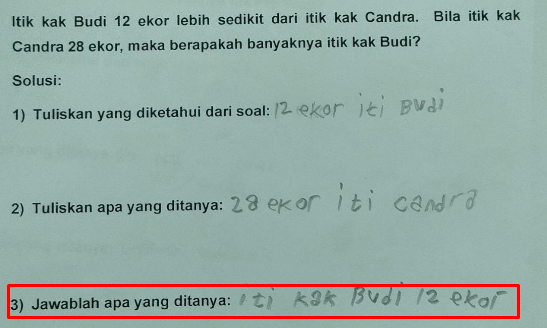 Itik kak Budi 12 ekor lebih sedikit dari itik kak Candra. Bila itik kak
Candra 28 ekor, maka berapakah banyaknya itik kak Budi?
Solusi:
1) Tuliskan yang diketahui dari soal: 12 ekor iti Budi
2) Tuliskan apa yang ditanya: 28 ekor iti candra
3) Jawablah apa yang ditanya: iti kak Budi 12 ekor